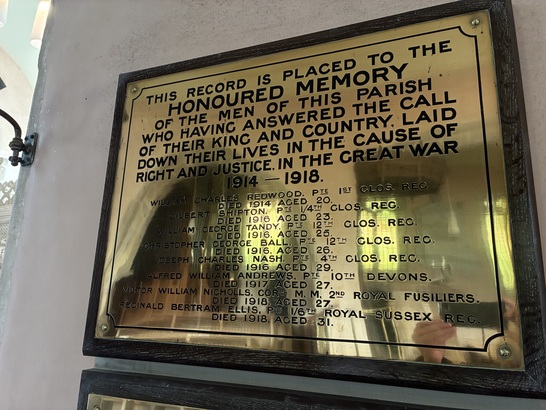 THIS RECORD IS PLACED TO THE
HONOURED MEMORY
OF THE MEN OF THIS PARISH
WHO HAVING ANSWERED THE CALL
OF THEIR KING AND COUNTRY, LAID
DOWN THEIR LIVES IN THE CAUSE OF
RIGHT AND JUSTICE, IN THE GREAT WAR
1914 — 1918.
WILLIAM CHARLES REDWOOD. PTE 1ST GLOS. REG.
DIED 1914 AGED 20.
GILBERT SHIPTON. PTE 1/4TH GLOS. REG.
DIED 1916 AGED 23.
WILLIAM GEORGE TANDY. PTE 12TH GLOS. REG.
DIED 1916. AGED 25.
CHRISTOPHER GEORGE BALL. PTE 12TH GLOS. REG.
DIED 1916. AGED 26.
JOSEPH CHARLES NASH. PTE 4TH GLOS. REG.
DIED 1916 AGED 29.
ALFRED WILLIAM ANDREWS. PTE 10TH DEVONS.
DIED 1917 AGED 27.
WILLIAM NICHOLLS, COR. M.M. 2ND ROYAL FUSILIERS.
DIED 1918. AGED 27.
REGINALD BERTRAM ELLIS, PTE 1/6TH ROYAL SUSSEX REG.
DIED 1918. AGED 31.